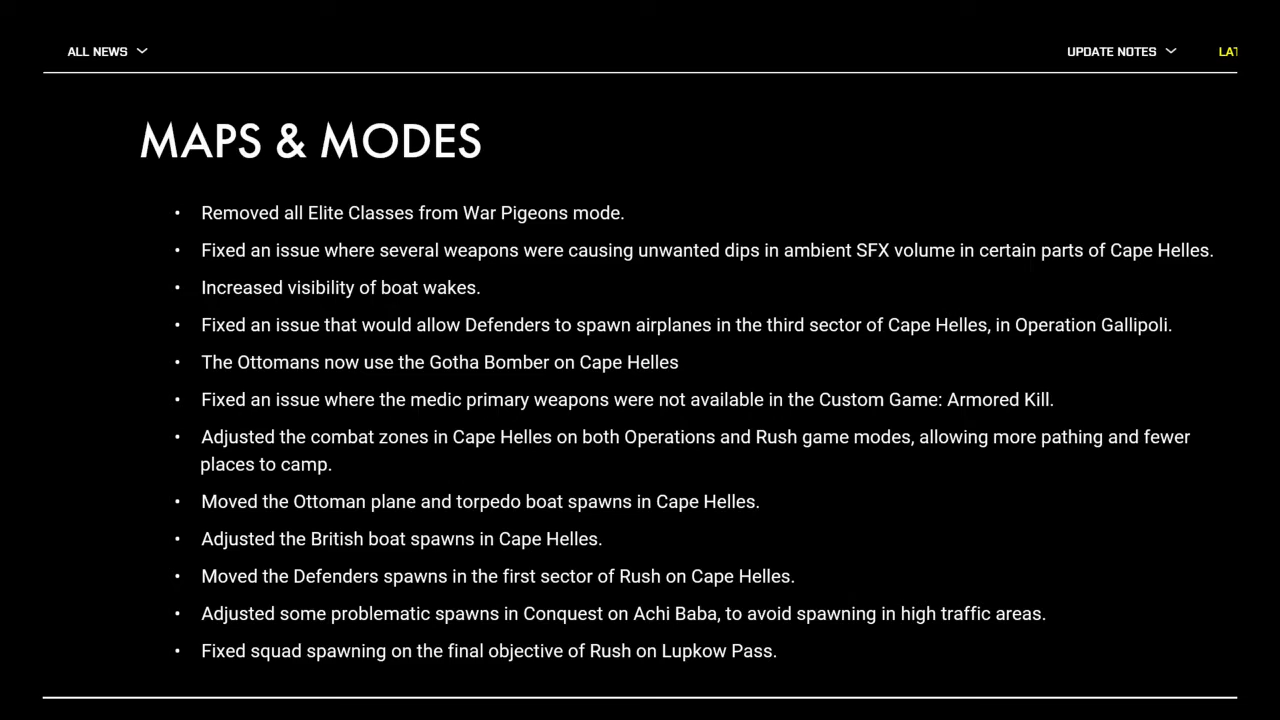 ALL NEWS
UPDATE NOTES
LAT
MAPS & MODES
• Removed all Elite Classes from War Pigeons mode.
• Fixed an issue where several weapons were causing unwanted dips in ambient SFX volume in certain parts of Cape Helles.
• Increased visibility of boat wakes.
• Fixed an issue that would allow Defenders to spawn airplanes in the third sector of Cape Helles, in Operation Gallipoli.
• The Ottomans now use the Gotha Bomber on Cape Helles
• Fixed an issue where the medic primary weapons were not available in the Custom Game: Armored Kill.
• Adjusted the combat zones in Cape Helles on both Operations and Rush game modes, allowing more pathing and fewer
places to camp.
• Moved the Ottoman plane and torpedo boat spawns in Cape Helles.
• Adjusted the British boat spawns in Cape Helles.
• Moved the Defenders spawns in the first sector of Rush on Cape Helles.
• Adjusted some problematic spawns in Conquest on Achi Baba, to avoid spawning in high traffic areas.
• Fixed squad spawning on the final objective of Rush on Lupkow Pass.